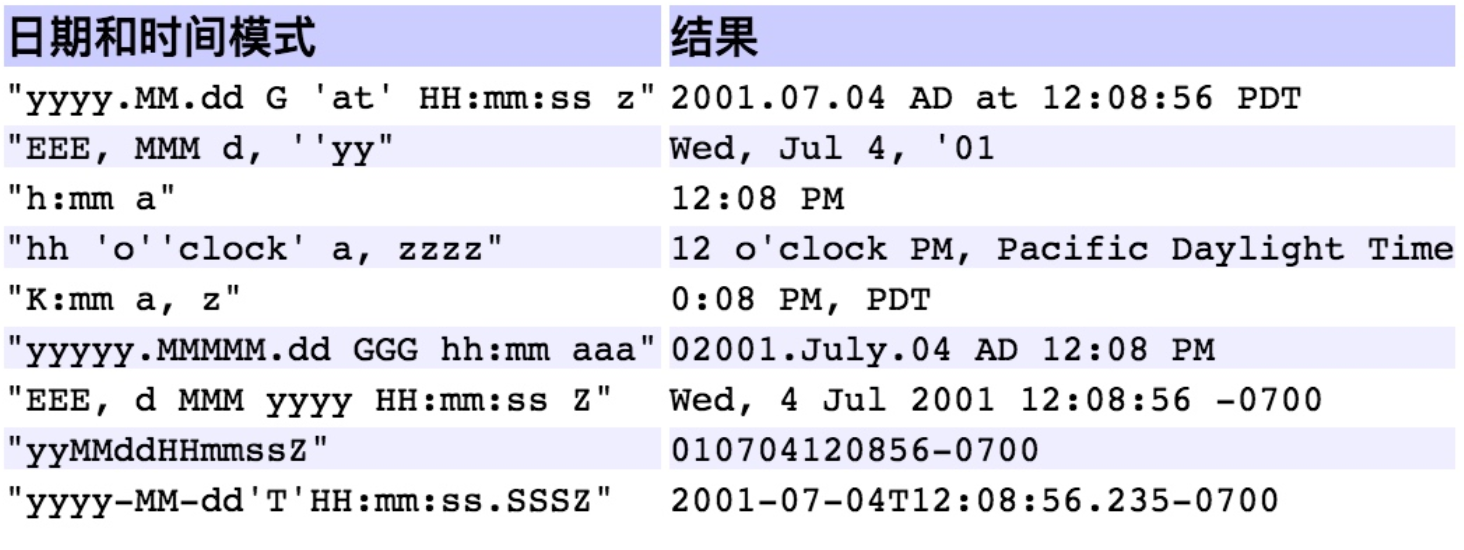 日期和时间模式 结果
"yyyy.MM.dd G 'at' HH:mm:ss z" 2001.07.04 AD at 12:08:56 PDT
"EEE, MMM d, ''yy" Wed, Jul 4, '01
"h:mm a" 12:08 PM
"hh 'o''clock' a, zzzz" 12 o'clock PM, Pacific Daylight Time
"K:mm a, z" 0:08 PM, PDT
"yyyyy.MMMMM.dd GGG hh:mm aaa" 02001.July.04 AD 12:08 PM
"EEE, d MMM yyyy HH:mm:ss Z" Wed, 4 Jul 2001 12:08:56 -0700
"yyMMddHHmmssZ" 010704120856-0700
"yyyy-MM-dd'T'HH:mm:ss.SSSZ" 2001-07-04T12:08:56.235-0700